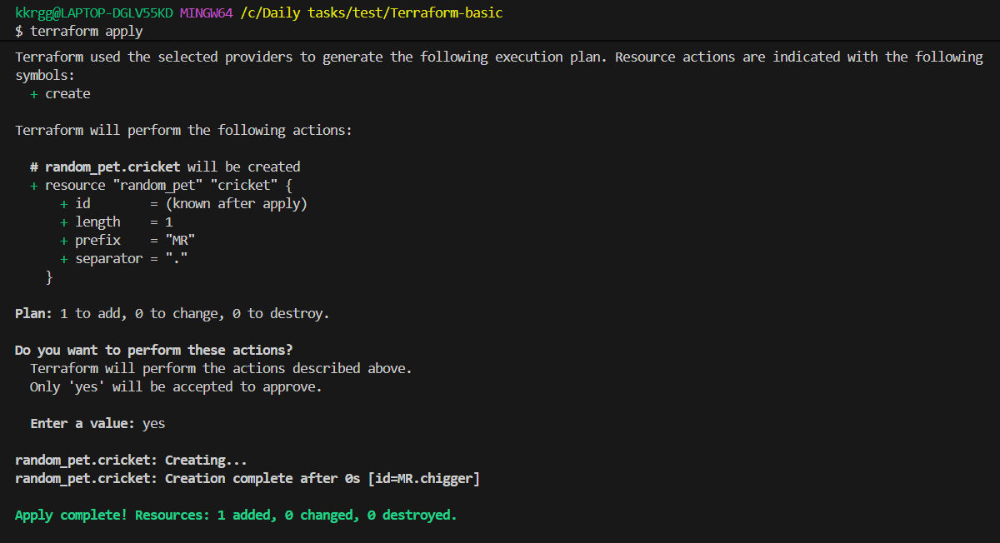 kkrgg@LAPTOP-DGLV55KD MINGW64 /c/Daily tasks/test/Terraform-basic
$ terraform apply
Terraform used the selected providers to generate the following execution plan. Resource actions are indicated with the following
symbols:
  + create

Terraform will perform the following actions:

  # random_pet.cricket will be created
  + resource "random_pet" "cricket" {
      + id        = (known after apply)
      + length    = 1
      + prefix    = "MR"
      + separator = "."
    }

Plan: 1 to add, 0 to change, 0 to destroy.

Do you want to perform these actions?
  Terraform will perform the actions described above.
  Only 'yes' will be accepted to approve.

  Enter a value: yes

random_pet.cricket: Creating...
random_pet.cricket: Creation complete after 0s [id=MR.chigger]

Apply complete! Resources: 1 added, 0 changed, 0 destroyed.